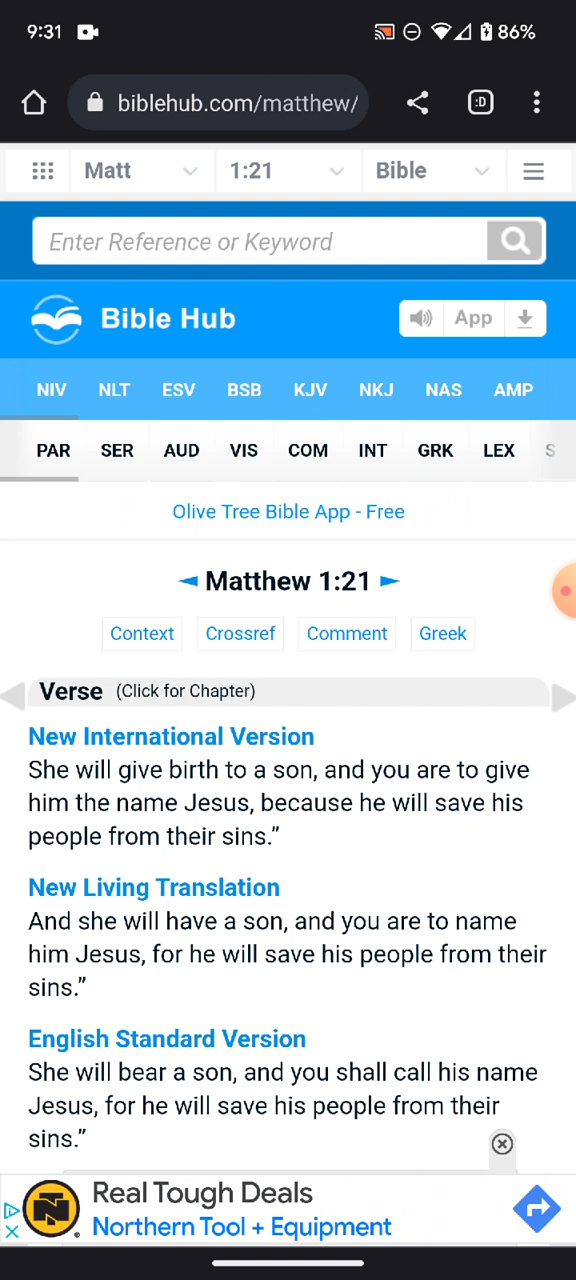 9:31 86%
biblehub.com/matthew/ :D
Matt 1:21 Bible
Enter Reference or Keyword
Bible Hub App
NIV NLT ESV BSB KJV NKJ NAS AMP
PAR SER AUD VIS COM INT GRK LEX S
Olive Tree Bible App - Free
◄ Matthew 1:21 ►
Context Crossref Comment Greek
Verse (Click for Chapter)
New International Version
She will give birth to a son, and you are to give
him the name Jesus, because he will save his
people from their sins.”
New Living Translation
And she will have a son, and you are to name
him Jesus, for he will save his people from their
sins.”
English Standard Version
She will bear a son, and you shall call his name
Jesus, for he will save his people from their
sins.”
Real Tough Deals
Northern Tool + Equipment